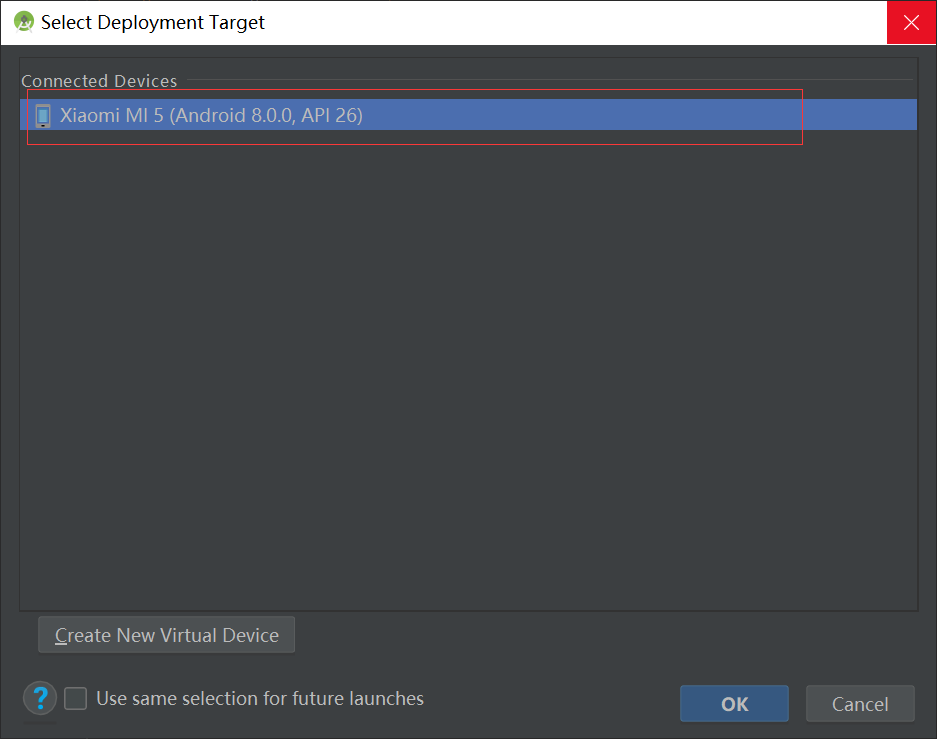 Select Deployment Target
Connected Devices
Xiaomi MI 5 (Android 8.0.0, API 26)
Create New Virtual Device
? Use same selection for future launches
OK
Cancel